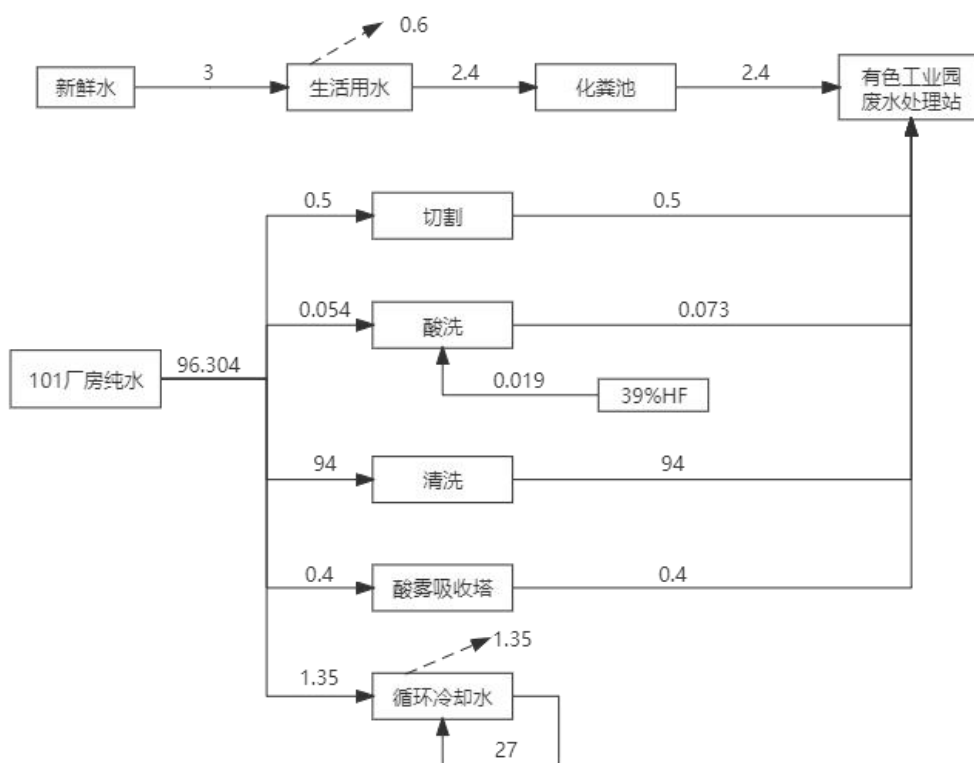 0.6
新鲜水
3
生活用水
2.4
化粪池
2.4
有色工业园
废水处理站
0.5
切割
0.5
0.054
酸洗
0.073
101厂房纯水
96.304
0.019
39%HF
94
清洗
94
0.4
酸雾吸收塔
0.4
1.35
1.35
循环冷却水
27